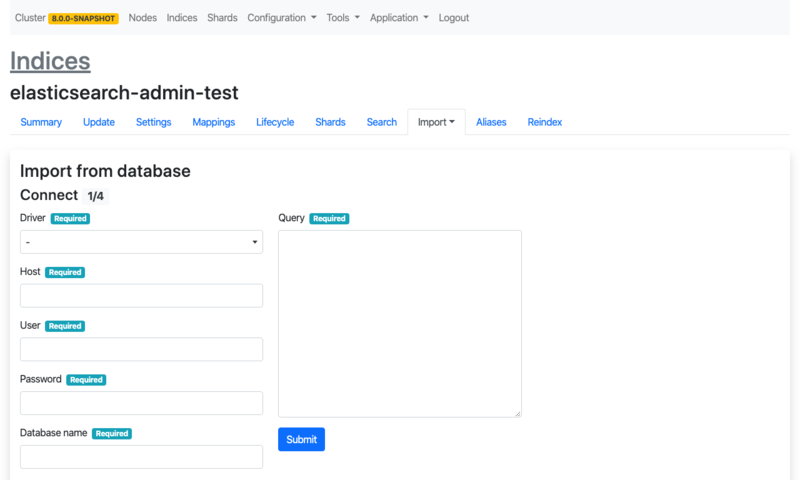 Cluster 8.0.0-SNAPSHOT Nodes Indices Shards Configuration Tools Application Logout
Indices
elasticsearch-admin-test
Summary Update Settings Mappings Lifecycle Shards Search Import Aliases Reindex
Import from database
Connect 1/4
Driver Required
-
Host Required
User Required
Password Required
Database name Required
Query Required
Submit